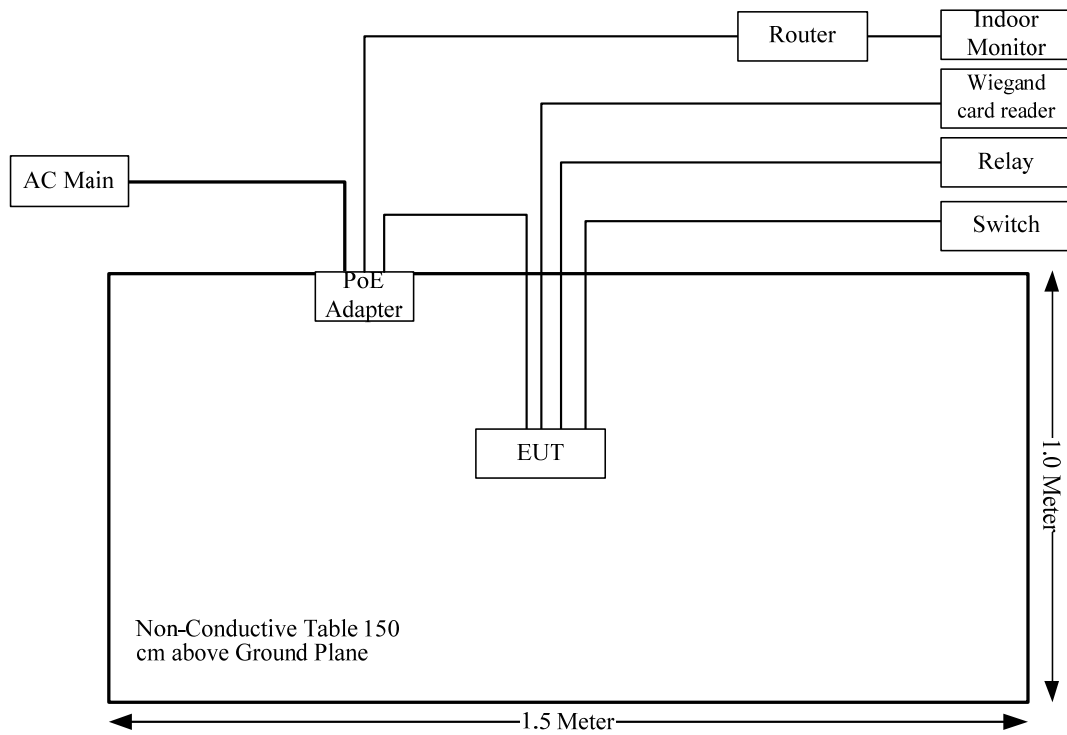 Router
Indoor
Monitor
Wiegand
card reader
AC Main
Relay
Switch
PoE
Adapter
EUT
1.0 Meter
Non-Conductive Table 150
cm above Ground Plane
1.5 Meter